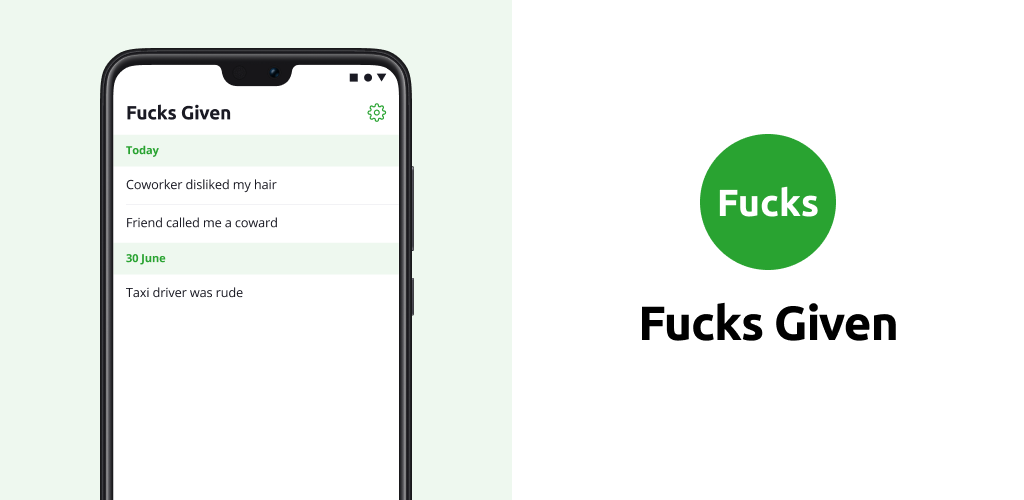 Fucks Given
Today
Coworker disliked my hair
Friend called me a coward
30 June
Taxi driver was rude
Fucks
Fucks Given